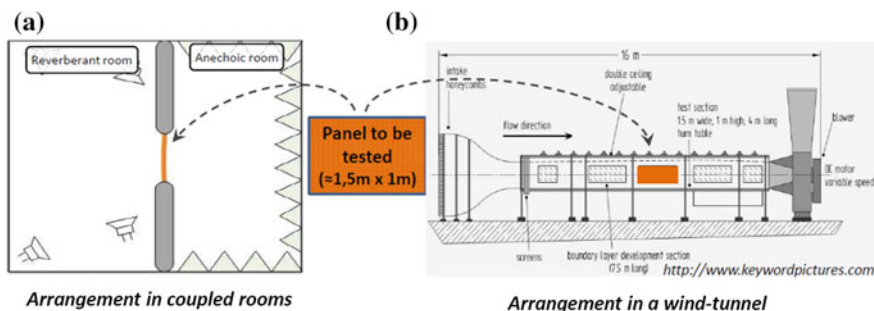 (a)
Reverberant room
Anechoic room
Arrangement in coupled rooms
Panel to be
tested
(≈1,5m x 1m)
(b)
16 m
intake
honeycombs
flow direction
double ceiling
adjustable
test section
15 m wide, 1 m high, 4 m long
turn table
blower
DC motor
variable speed
screens
boundary layer development section
(7.5 m long)
http://www.keywordpictures.com
Arrangement in a wind-tunnel